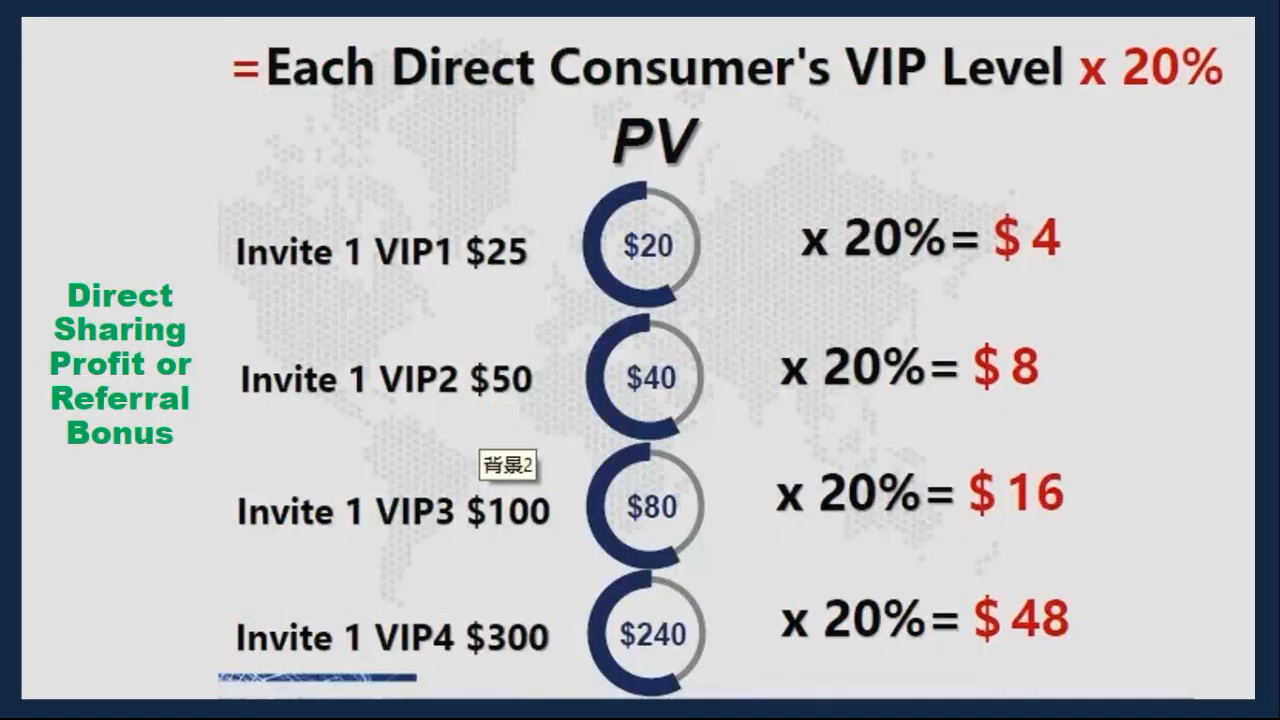 =Each Direct Consumer's VIP Level x 20%
PV
Invite 1 VIP1 $25 $20 x 20%= $ 4
Direct
Sharing
Profit or
Referral
Bonus
Invite 1 VIP2 $50 $40 x 20%= $ 8
背景2
Invite 1 VIP3 $100 $80 x 20%= $ 16
Invite 1 VIP4 $300 $240 x 20%= $ 48